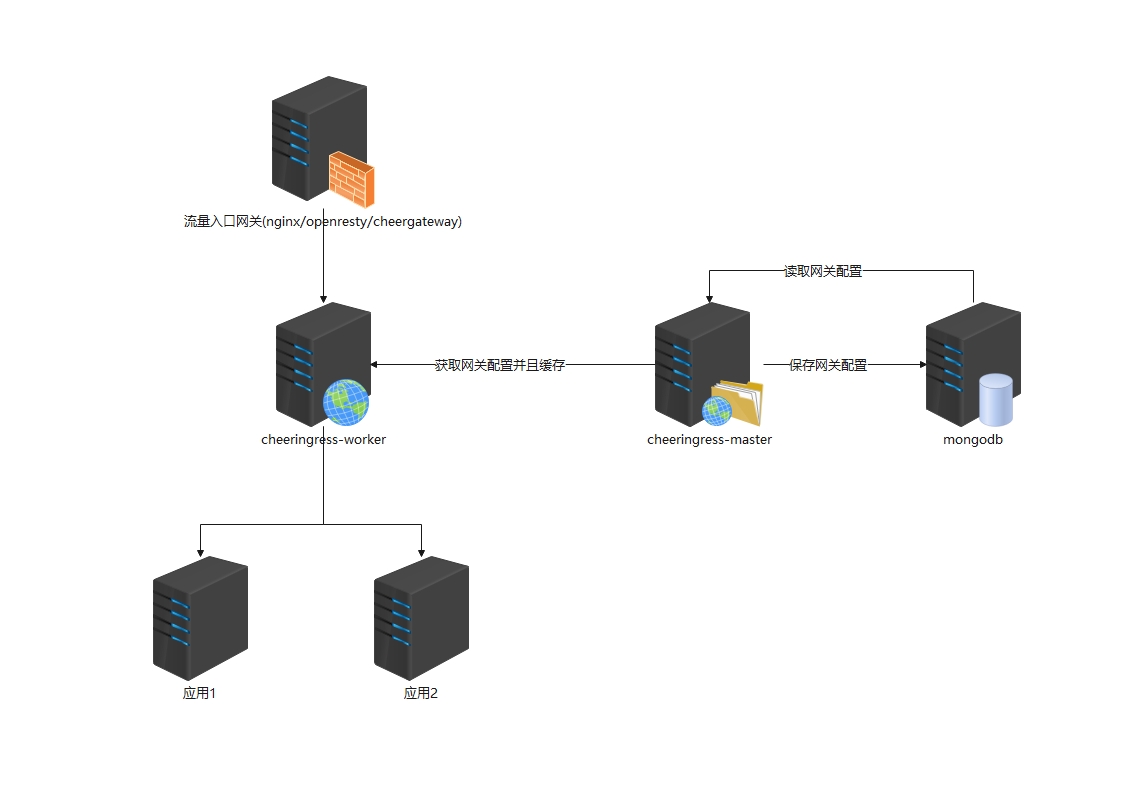 流量入口网关(nginx/openresty/cheergateway)
读取网关配置
获取网关配置并且缓存
保存网关配置
cheeringress-worker
cheeringress-master
mongodb
应用1
应用2